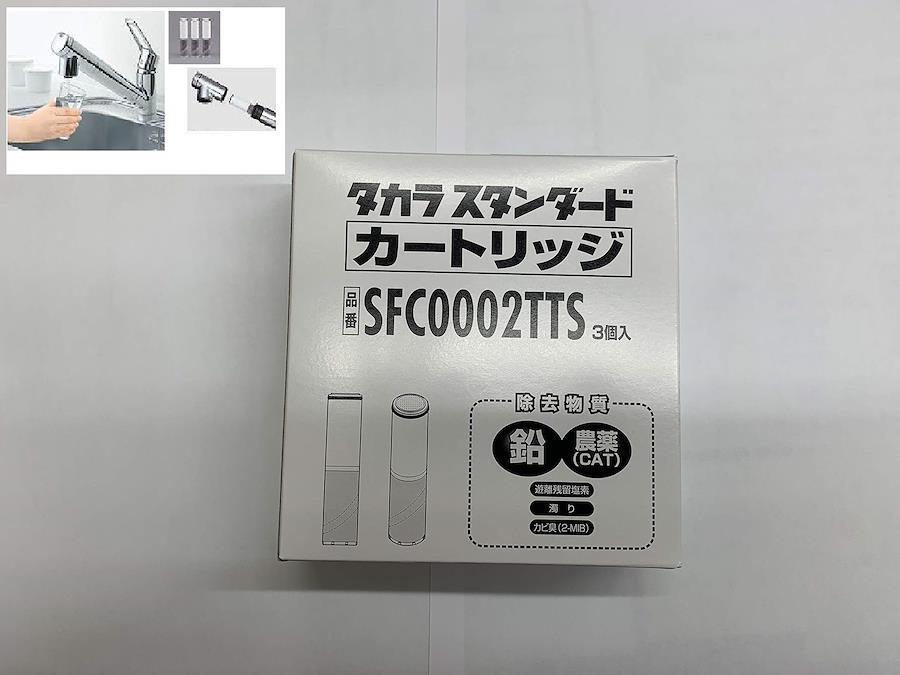 タカラスタンダード
カートリッジ
品番 SFC0002TTS 3個入
除去物質
鉛 農薬(CAT)
遊離残留塩素
濁り
カビ臭(2-MIB)